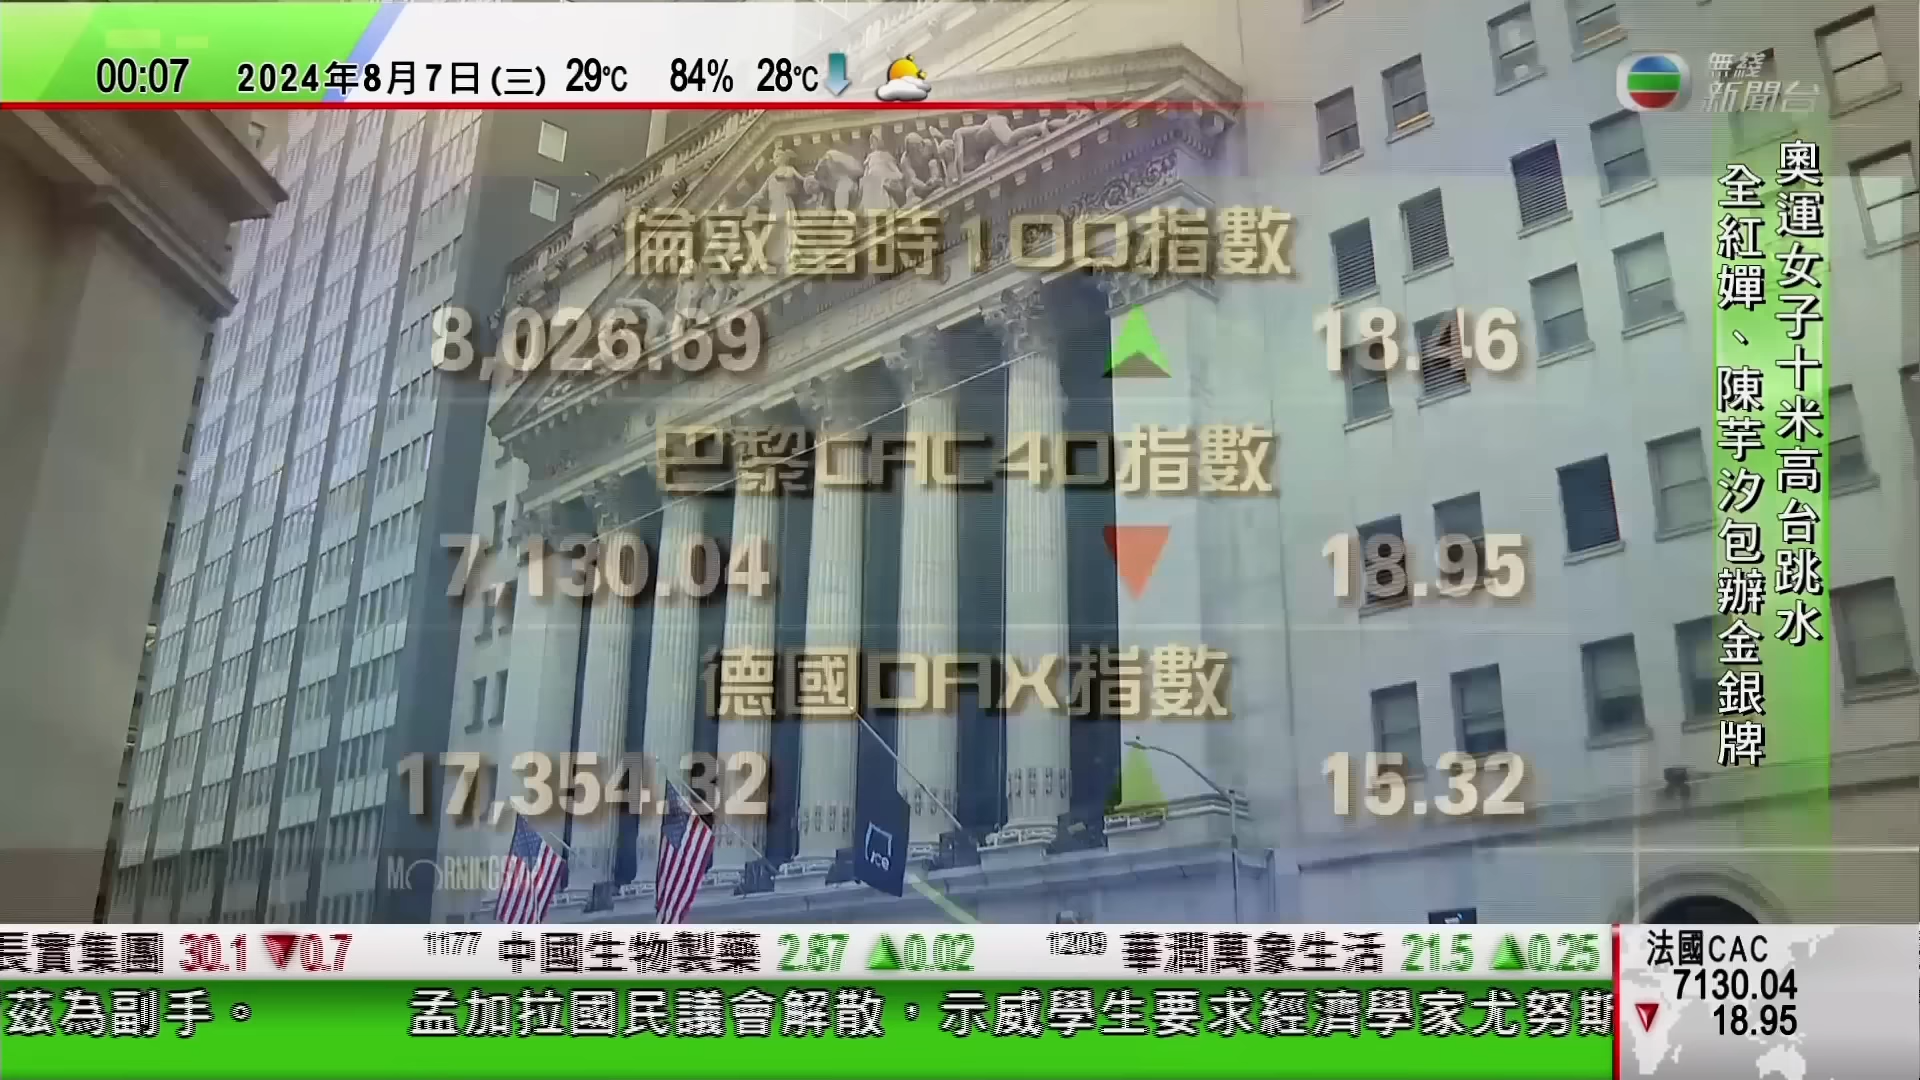 00:07 2024年8月7日(三) 29℃ 84% 28℃
無綫
新聞台
奧運女子十米高台跳水
全紅嬋、陳芋汐包辦金銀牌
倫敦富時100指數
8,026.69 18.46
巴黎CAC40指數
7,130.04 18.95
德國DAX指數
17,354.32 15.32
ice
長實集團 30.1 ▼0.7 1177 中國生物製藥 2.87 ▲0.02 1209 華潤萬象生活 21.5 ▲0.25
茲為副手。 孟加拉國民議會解散，示威學生要求經濟學家尤努斯
法國CAC
7130.04
▼ 18.95